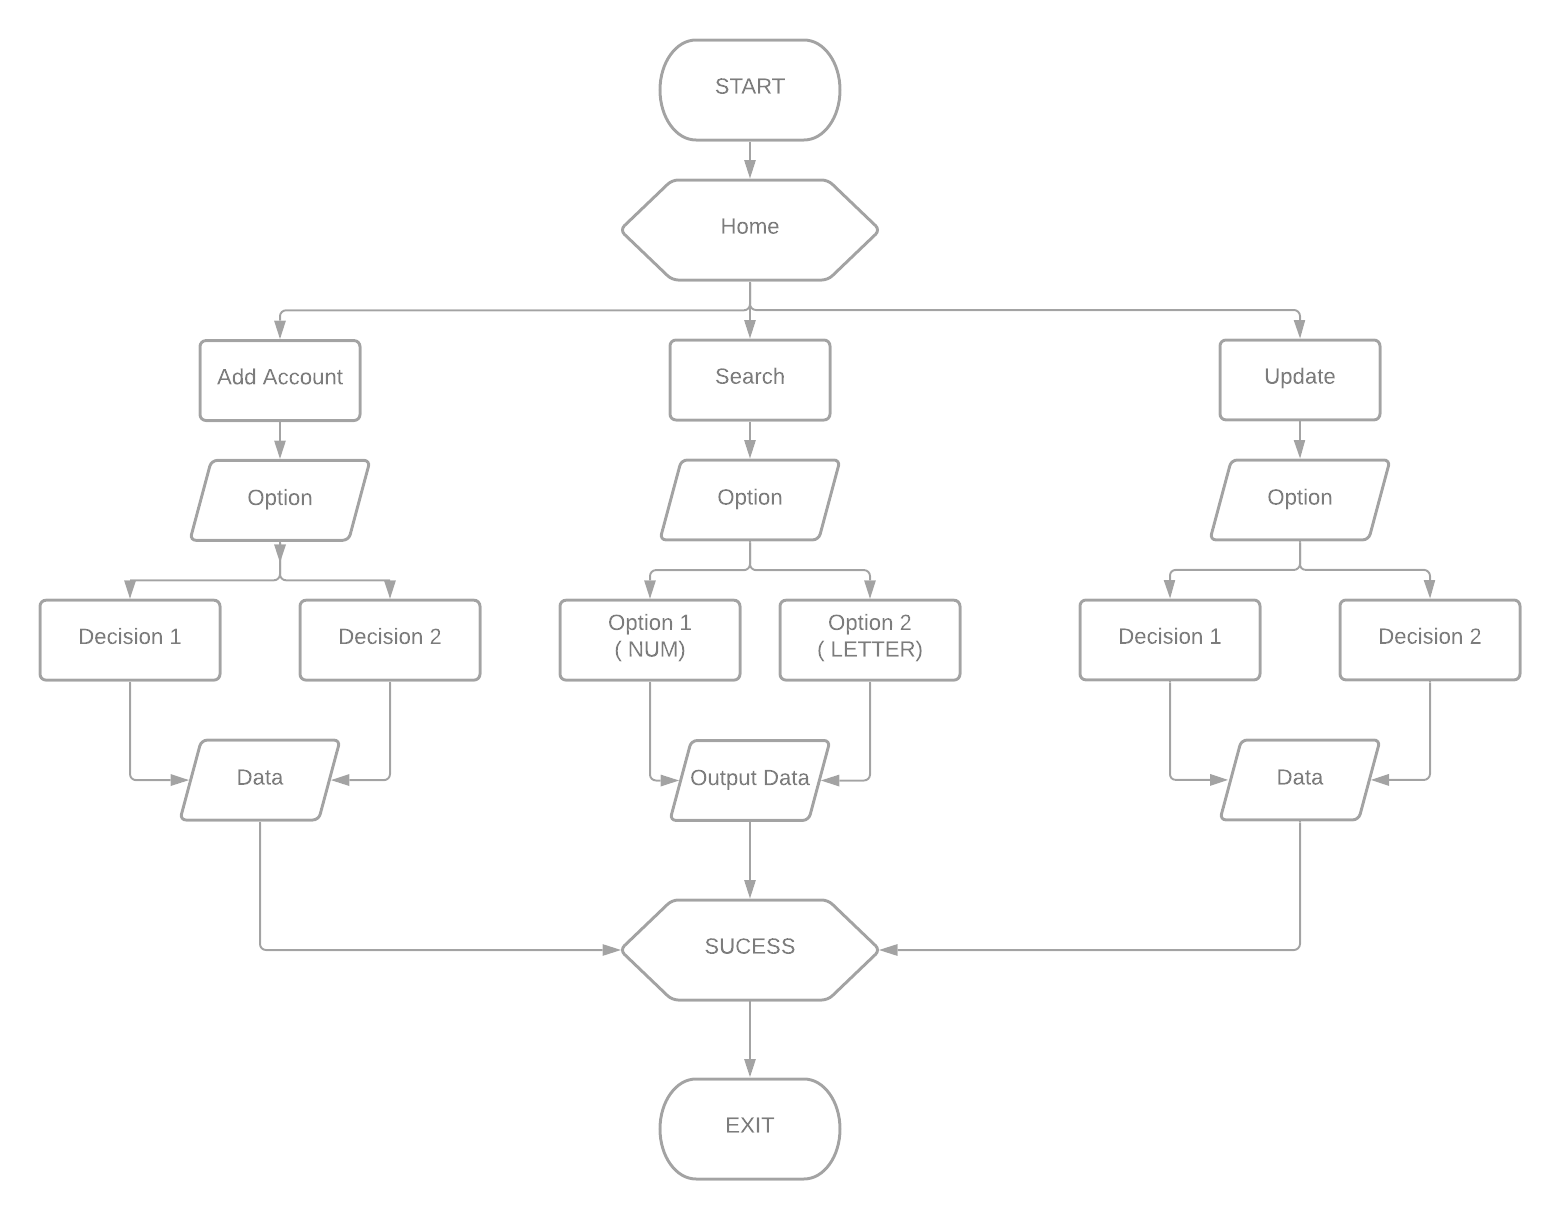 START
Home
Add Account
Search
Update
Option
Option
Option
Decision 1
Decision 2
Option 1
( NUM)
Option 2
( LETTER)
Decision 1
Decision 2
Data
Output Data
Data
SUCESS
EXIT